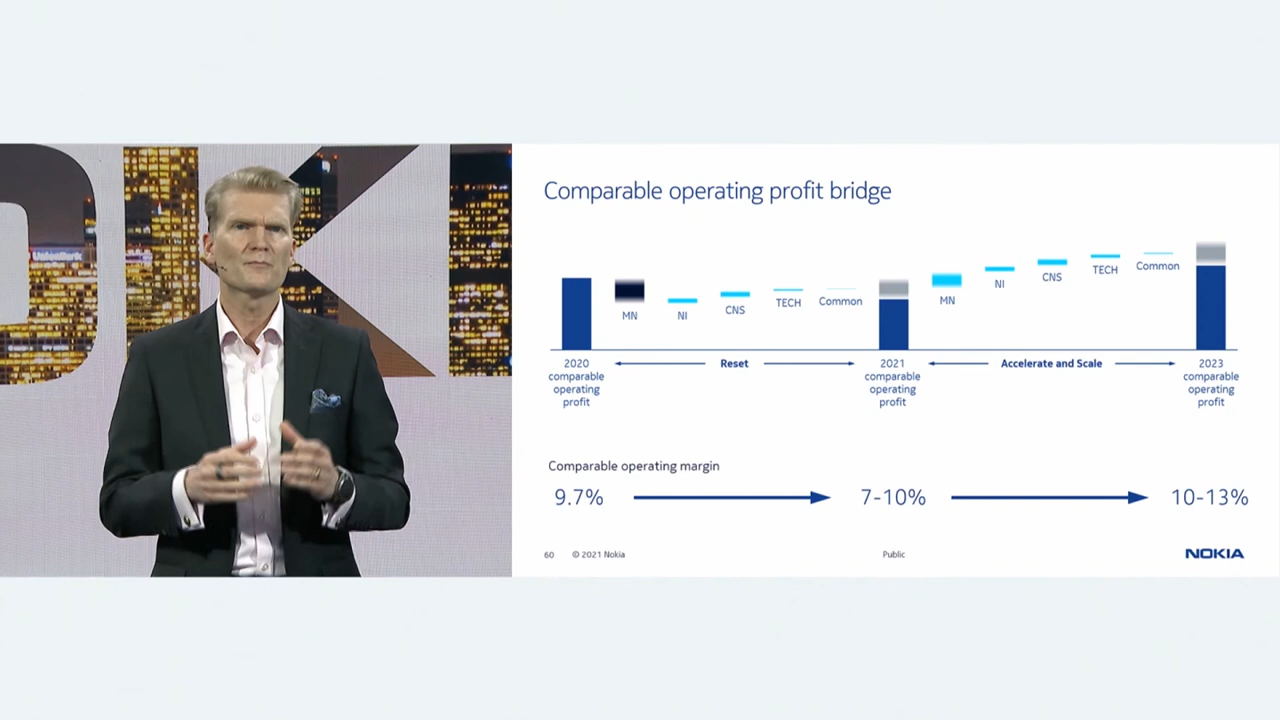 Comparable operating profit bridge
MN
NI
CNS
TECH
Common
MN
NI
CNS
TECH
Common
2020
comparable
operating
profit
Reset
2021
comparable
operating
profit
Accelerate and Scale
2023
comparable
operating
profit
Comparable operating margin
9.7%
7-10%
10-13%
60
© 2021 Nokia
Public
NOKIA